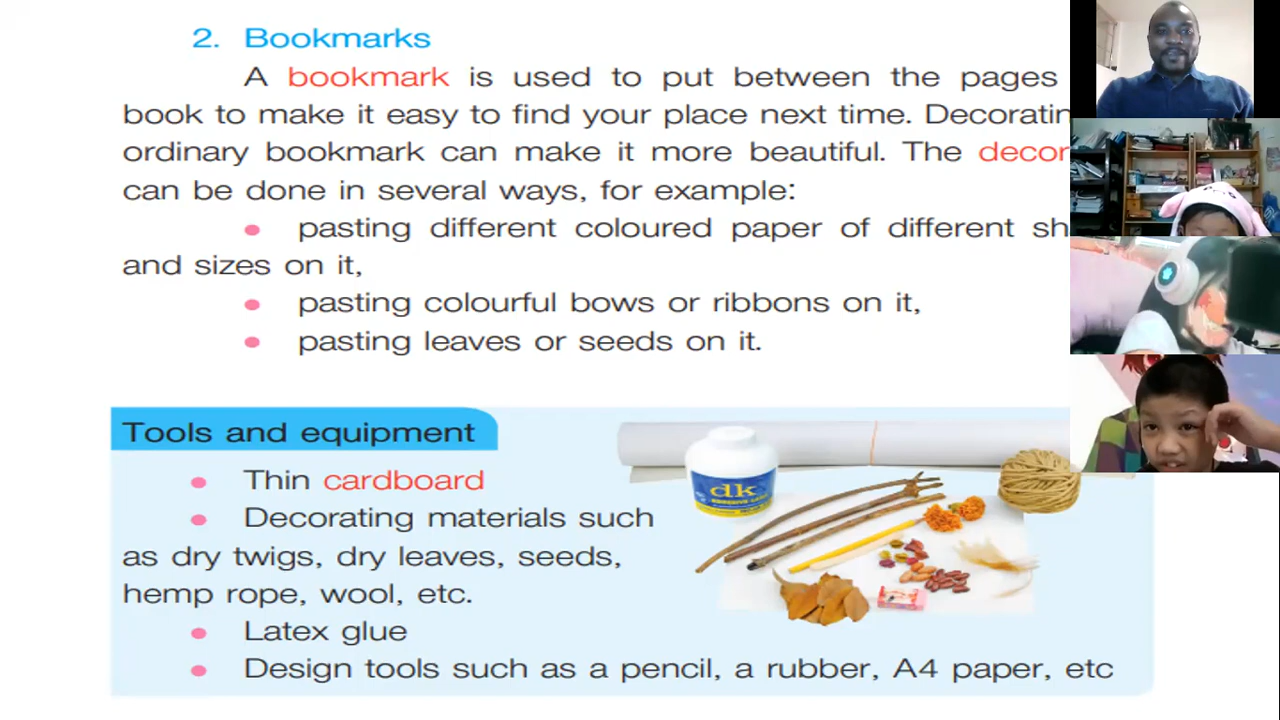 2. Bookmarks
A bookmark is used to put between the pages
book to make it easy to find your place next time.
ordinary bookmark can make it more beautiful. The
can be done in several ways, for example:
• pasting different coloured paper of different
and sizes on it,
• pasting colourful bows or ribbons on it,
• pasting leaves or seeds on it.
Tools and equipment
• Thin cardboard
• Decorating materials such
as dry twigs, dry leaves, seeds,
hemp rope, wool, etc.
• Latex glue
• Design tools such as a pencil, a rubber, A4 paper, etc
dk